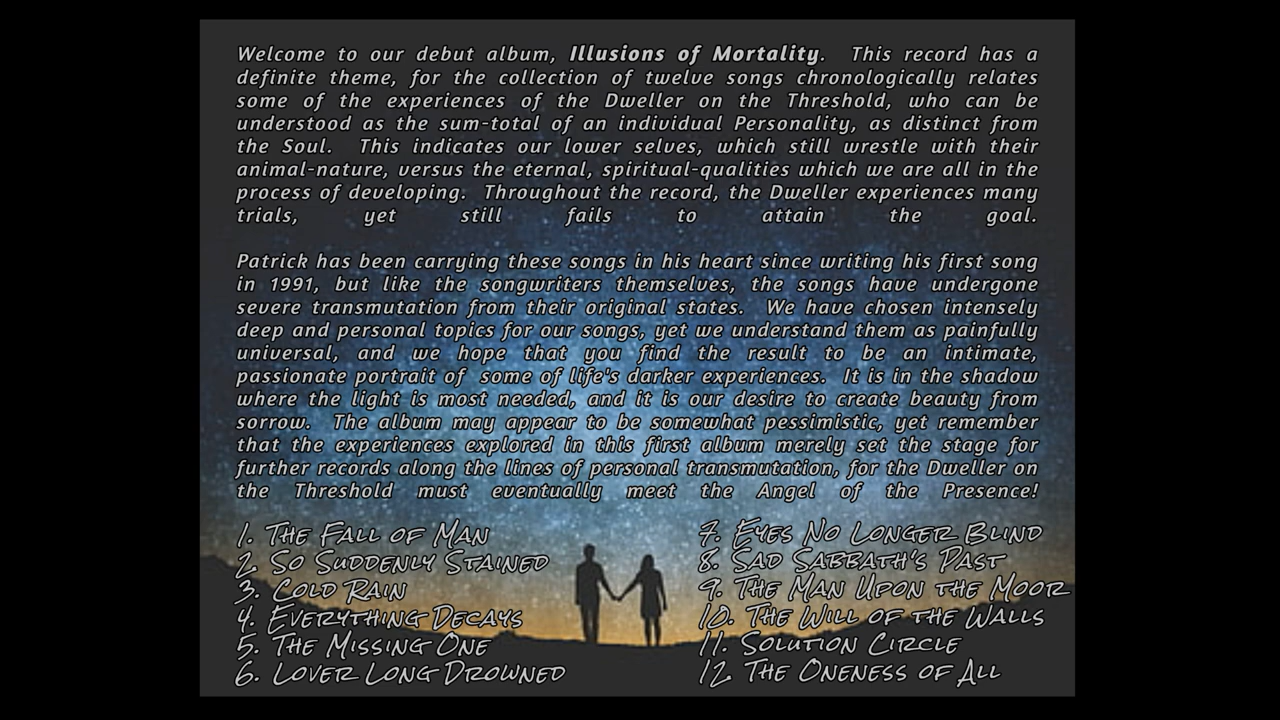 Welcome to our debut album, Illusions of Mortality. This record has a
definite theme, for the collection of twelve songs chronologically relates
some of the experiences of the Dweller on the Threshold, who can be
understood as the sum-total of an individual Personality, as distinct from
the Soul. This indicates our lower selves, which still wrestle with their
animal-nature, versus the eternal, spiritual-qualities which we are all in the
process of developing. Throughout the record, the Dweller experiences many
trials, yet still fails to attain the goal.
Patrick has been carrying these songs in his heart since writing his first song
in 1991, but like the songwriters themselves, the songs have undergone
severe transmutation from their original states. We have chosen intensely
deep and personal topics for our songs, yet we understand them as painfully
universal, and we hope that you find the result to be an intimate,
passionate portrait of some of life's darker experiences. It is in the shadow
where the light is most needed, and it is our desire to create beauty from
sorrow. The album may appear to be somewhat pessimistic, yet remember
that the experiences explored in this first album merely set the stage for
further records along the lines of personal transmutation, for the Dweller on
the Threshold must eventually meet the Angel of the Presence!
1. The Fall of Man
2. So Suddenly Stained
3. Cold Rain
4. Everything Decays
5. The Missing One
6. Lover Long Drowned
7. Eyes No Longer Blind
8. Sad Sabbath's Past
9. The Man Upon the Moor
10. The Will of the Walls
11. Solution Circle
12. The Oneness of All